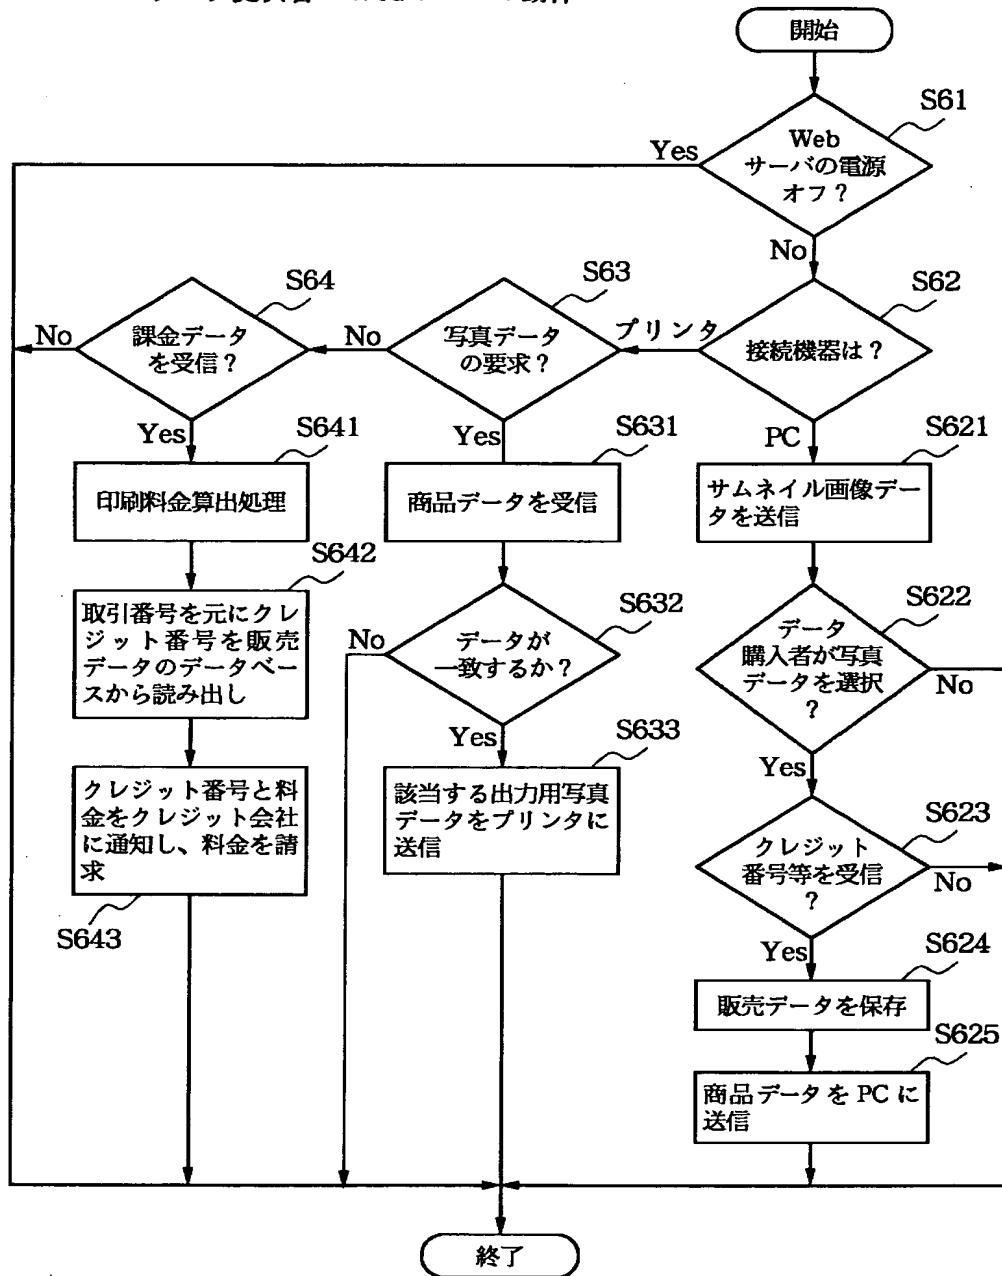 開始
S61
Web
サーバの電源
オフ?
Yes
No
S62
接続機器は?
プリンタ
PC
S63
写真データ
の要求?
No
Yes
S64
課金データ
を受信?
No
Yes
S641
印刷料金算出処理
S642
取引番号を元にクレ
ジット番号を販売
データのデータベー
スから読み出し
クレジット番号と料
金をクレジット会社
に通知し、料金を請
求
S643
S631
商品データを受信
S632
データが
一致するか?
No
Yes
S633
該当する出力用写真
データをプリンタに
送信
S621
サムネイル画像デー
タを送信
S622
データ
購入者が写真
データを選択
?
No
Yes
S623
クレジット
番号等を受信
?
No
Yes
S624
販売データを保存
S625
商品データを PC に
送信
終了